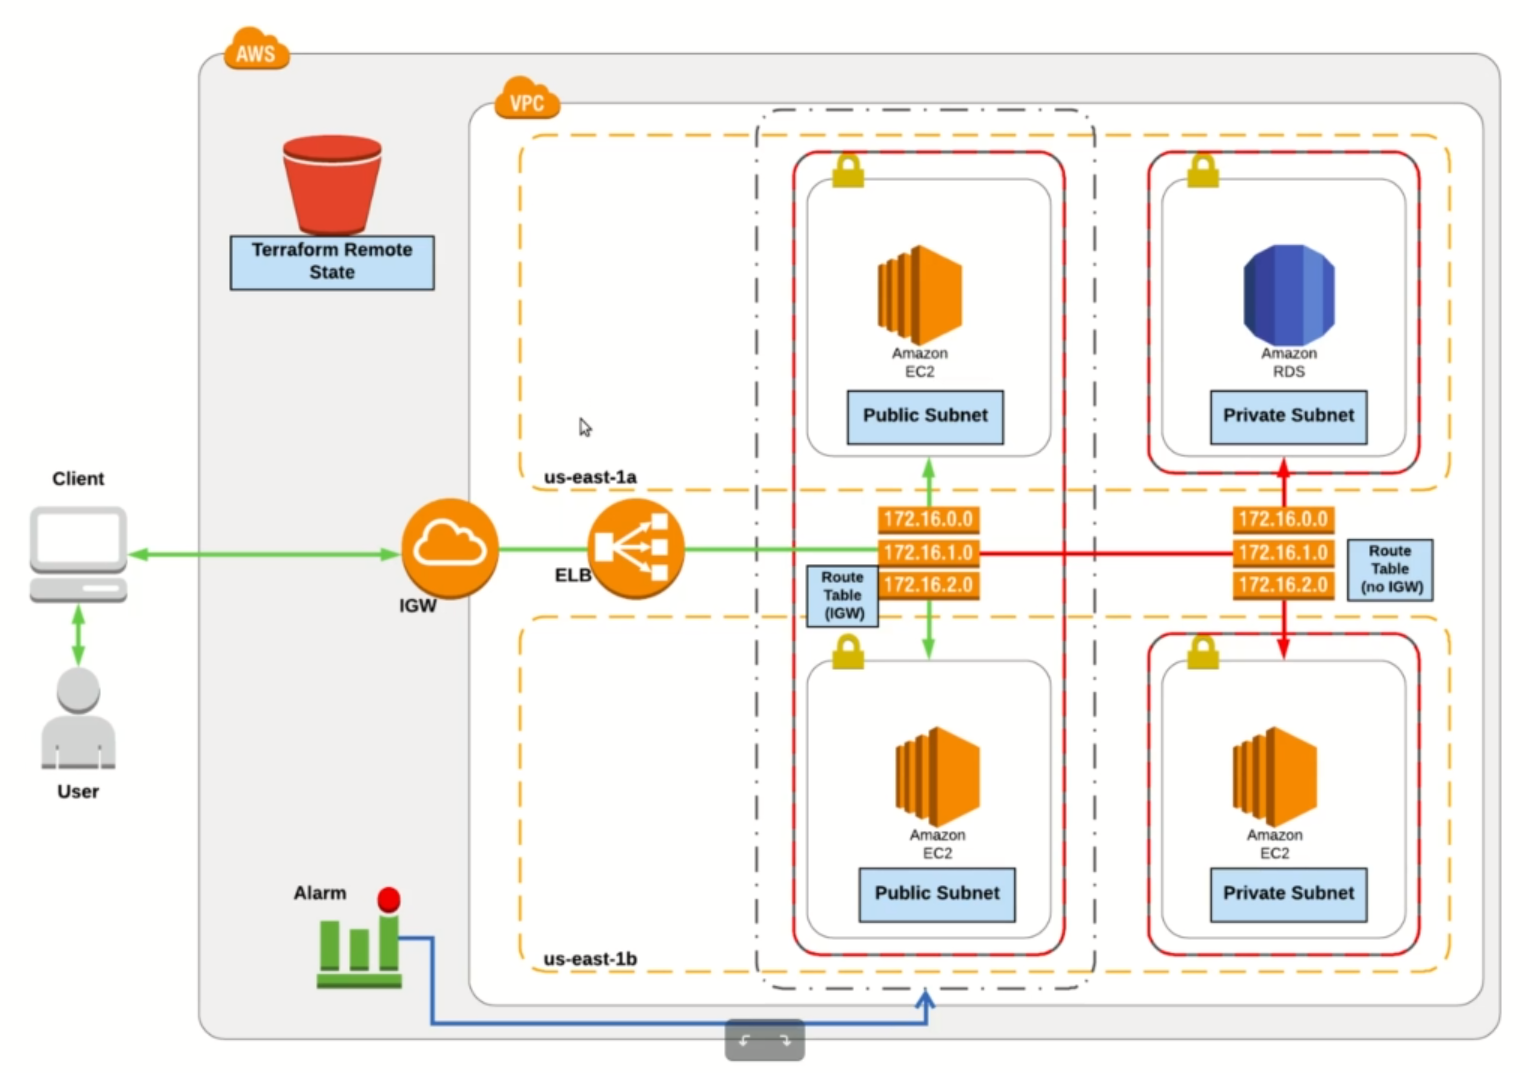 AWS
VPC
Terraform Remote
State
Amazon
EC2
Public Subnet
Amazon
RDS
Private Subnet
us-east-1a
Client
IGW
ELB
172.16.0.0
172.16.1.0
172.16.2.0
Route
Table
(IGW)
172.16.0.0
172.16.1.0
172.16.2.0
Route
Table
(no IGW)
User
Amazon
EC2
Public Subnet
Amazon
EC2
Private Subnet
Alarm
us-east-1b